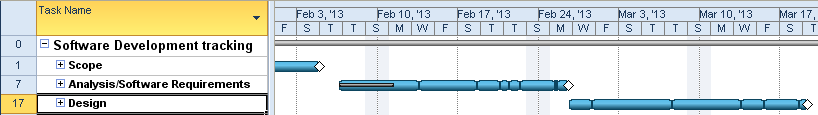 Task Name
Feb 3, '13 Feb 10, '13 Feb 17, '13 Feb 24, '13 Mar 3, '13 Mar 10, '13 Mar 17, '13
F S T T S M W F S T T S M W F S T T S M W F S T
0 Software Development tracking
1 Scope
7 Analysis/Software Requirements
17 Design